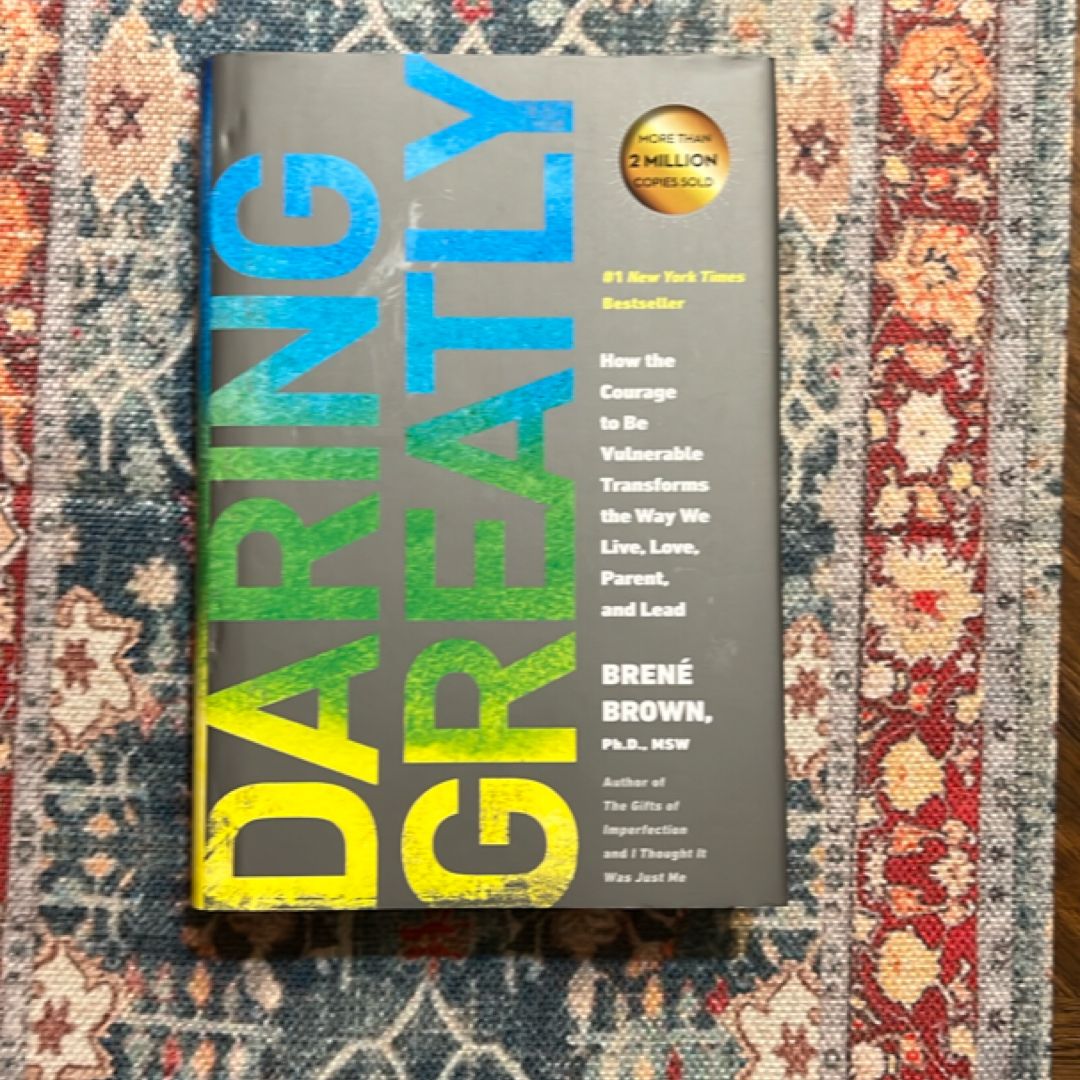 DARING
GREATLY
MORE THAN
2 MILLION
COPIES SOLD
#1 New York Times
Bestseller
How the
Courage
to Be
Vulnerable
Transforms
the Way We
Live, Love,
Parent,
and Lead
BRENÉ
BROWN,
Ph.D., MSW
Author of
The Gifts of
Imperfection
and I Thought It
Was Just Me